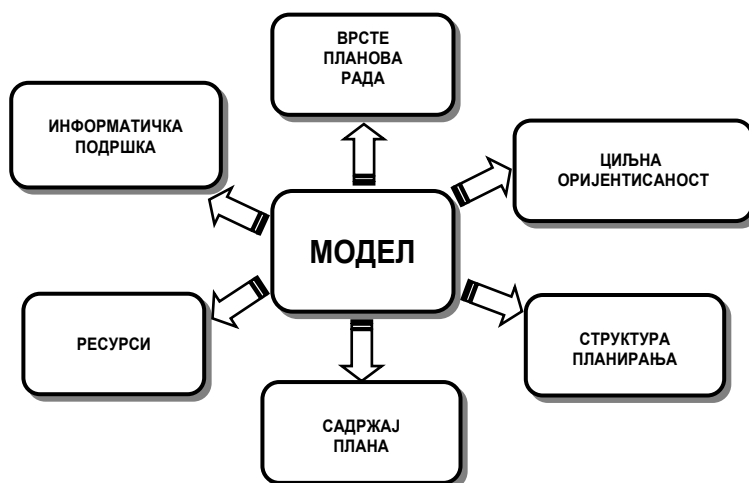 ВРСТЕ
ПЛАНОВА
РАДА
ИНФОРМАТИЧКА
ПОДРШКА
ЦИЉНА
ОРИЈЕНТИСАНОСТ
МОДЕЛ
РЕСУРСИ
СТРУКТУРА
ПЛАНИРАЊА
САДРЖАЈ
ПЛАНА